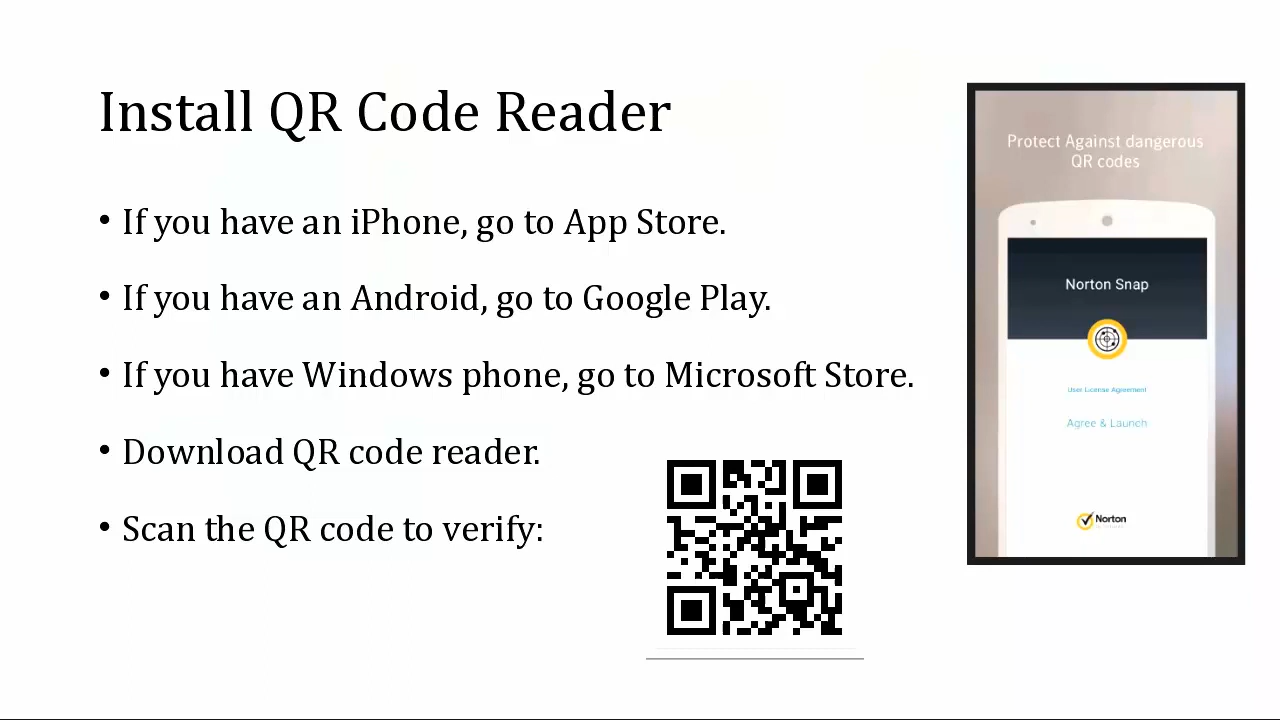 Install QR Code Reader
• If you have an iPhone, go to App Store.
• If you have an Android, go to Google Play.
• If you have Windows phone, go to Microsoft Store.
• Download QR code reader.
• Scan the QR code to verify:
Protect Against dangerous
QR codes
Norton Snap
User License Agreement
Agree & Launch
Norton